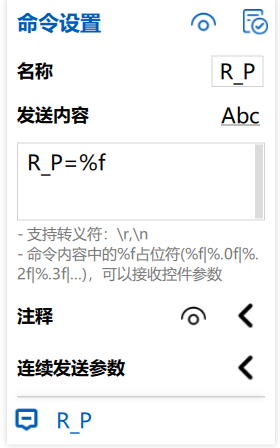 命令设置
名称
R_P
发送内容
Abc
R_P=%f
- 支持转义符：\r,\n
- 命令内容中的%f占位符(%f|%.0f|%.
2f|%.3f|...)，可以接收控件参数
注释
连续发送参数
R_P